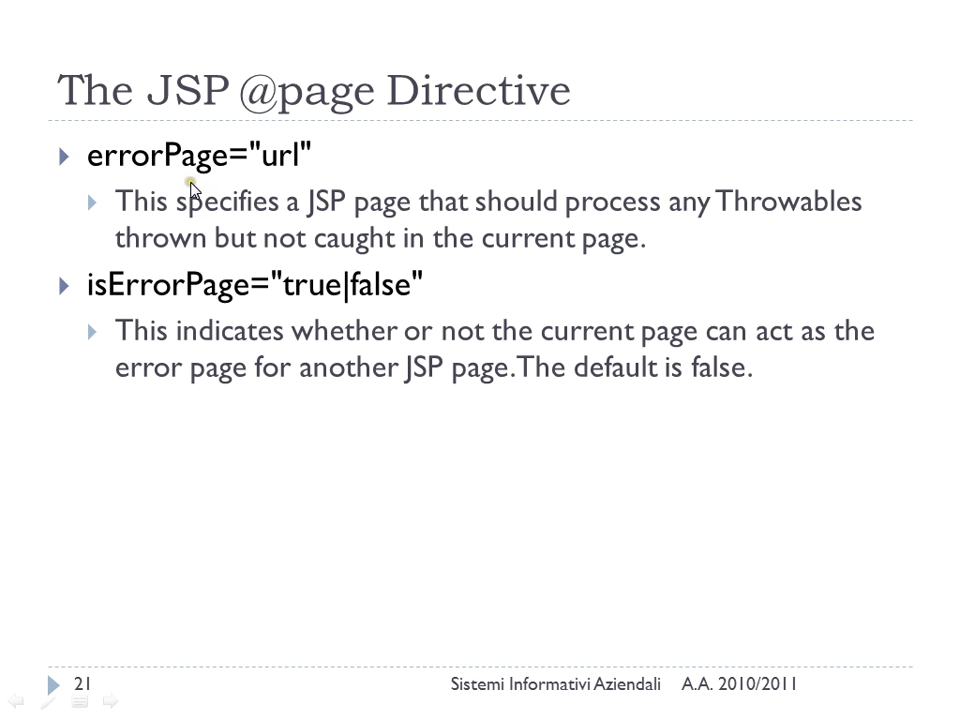 The JSP @page Directive
errorPage="url"
This specifies a JSP page that should process any Throwables
thrown but not caught in the current page.
isErrorPage="true|false"
This indicates whether or not the current page can act as the
error page for another JSP page. The default is false.
21 Sistemi Informativi Aziendali A.A. 2010/2011